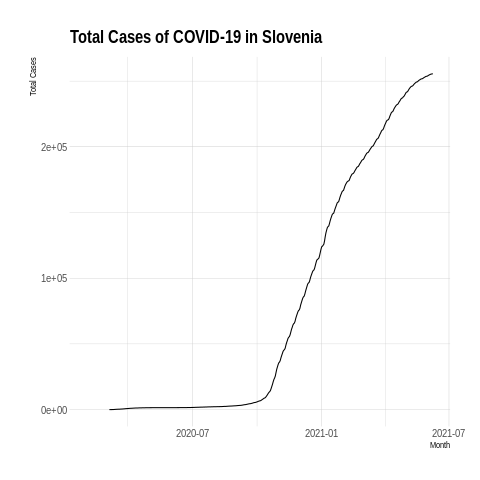 Total Cases of COVID-19 in Slovenia
Total Cases
2e+05
1e+05
0e+00
2020-07 2021-01 2021-07
Month